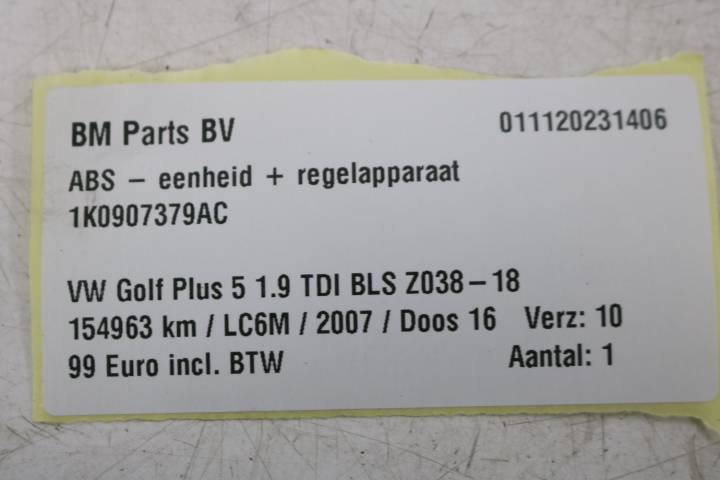 BM Parts BV 011120231406
ABS – eenheid + regelapparaat
1K0907379AC
VW Golf Plus 5 1.9 TDI BLS Z038–18
154963 km / LC6M / 2007 / Doos 16 Verz: 10
99 Euro incl. BTW Aantal: 1